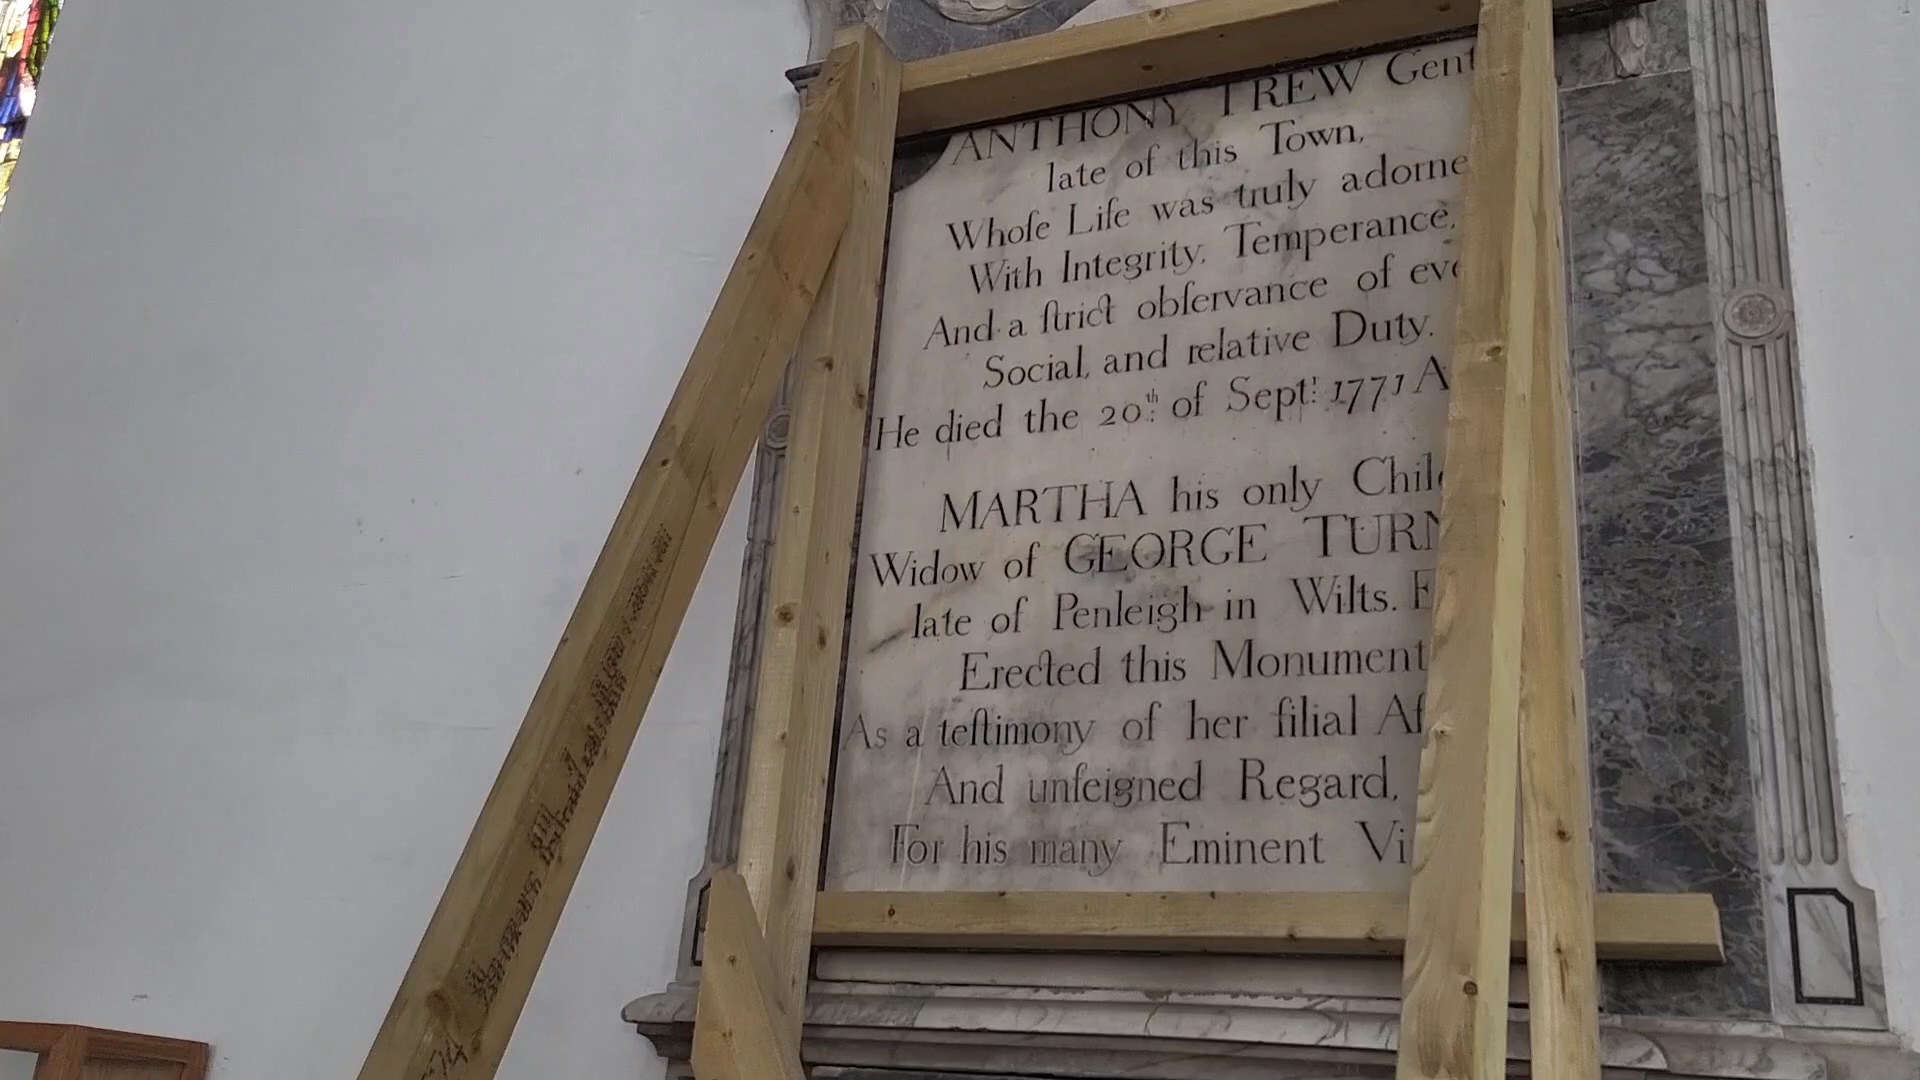 ANTHONY TREW Gent
late of this Town,
Whoſe Life was truly adorne
With Integrity, Temperance,
And a ſtrict obſervance of eve
Social, and relative Duty.
He died the 20th of Sept: 1771 A
MARTHA his only Chil
Widow of GEORGE TURN
late of Penleigh in Wilts. E
Erected this Monument
As a teſtimony of her filial Af
And unfeigned Regard,
For his many Eminent Vi